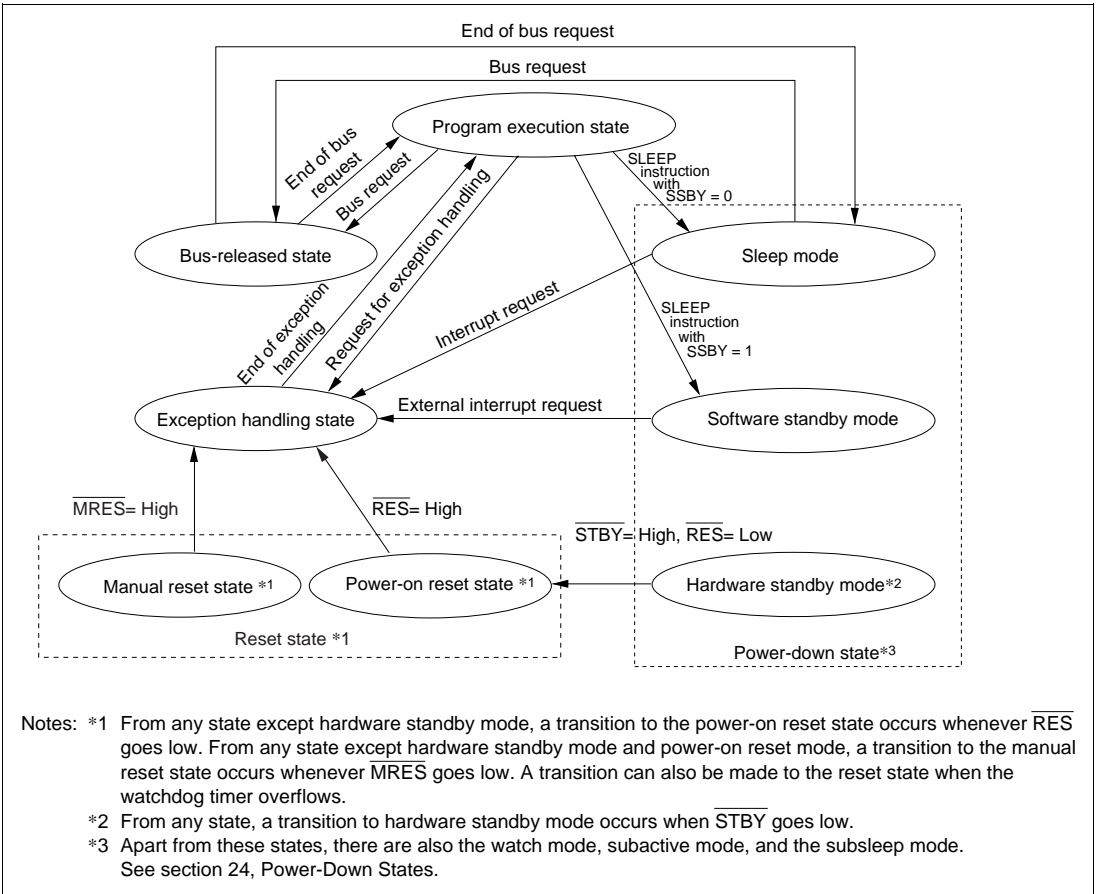 End of bus request
Bus request
Program execution state
End of bus
request
Bus request
SLEEP
instruction
with
SSBY = 0
Bus-released state
Sleep mode
End of exception
handling
Request for exception handling
Interrupt request
SLEEP
instruction
with
SSBY = 1
Exception handling state
External interrupt request
Software standby mode
M̅R̅E̅S̅= High
R̅E̅S̅= High
S̅T̅B̅Y̅= High, R̅E̅S̅= Low
Manual reset state *1
Power-on reset state *1
Hardware standby mode*2
Reset state *1
Power-down state*3
Notes: *1 From any state except hardware standby mode, a transition to the power-on reset state occurs whenever R̅E̅S̅
goes low. From any state except hardware standby mode and power-on reset mode, a transition to the manual
reset state occurs whenever M̅R̅E̅S̅ goes low. A transition can also be made to the reset state when the
watchdog timer overflows.
*2 From any state, a transition to hardware standby mode occurs when S̅T̅B̅Y̅ goes low.
*3 Apart from these states, there are also the watch mode, subactive mode, and the subsleep mode.
See section 24, Power-Down States.